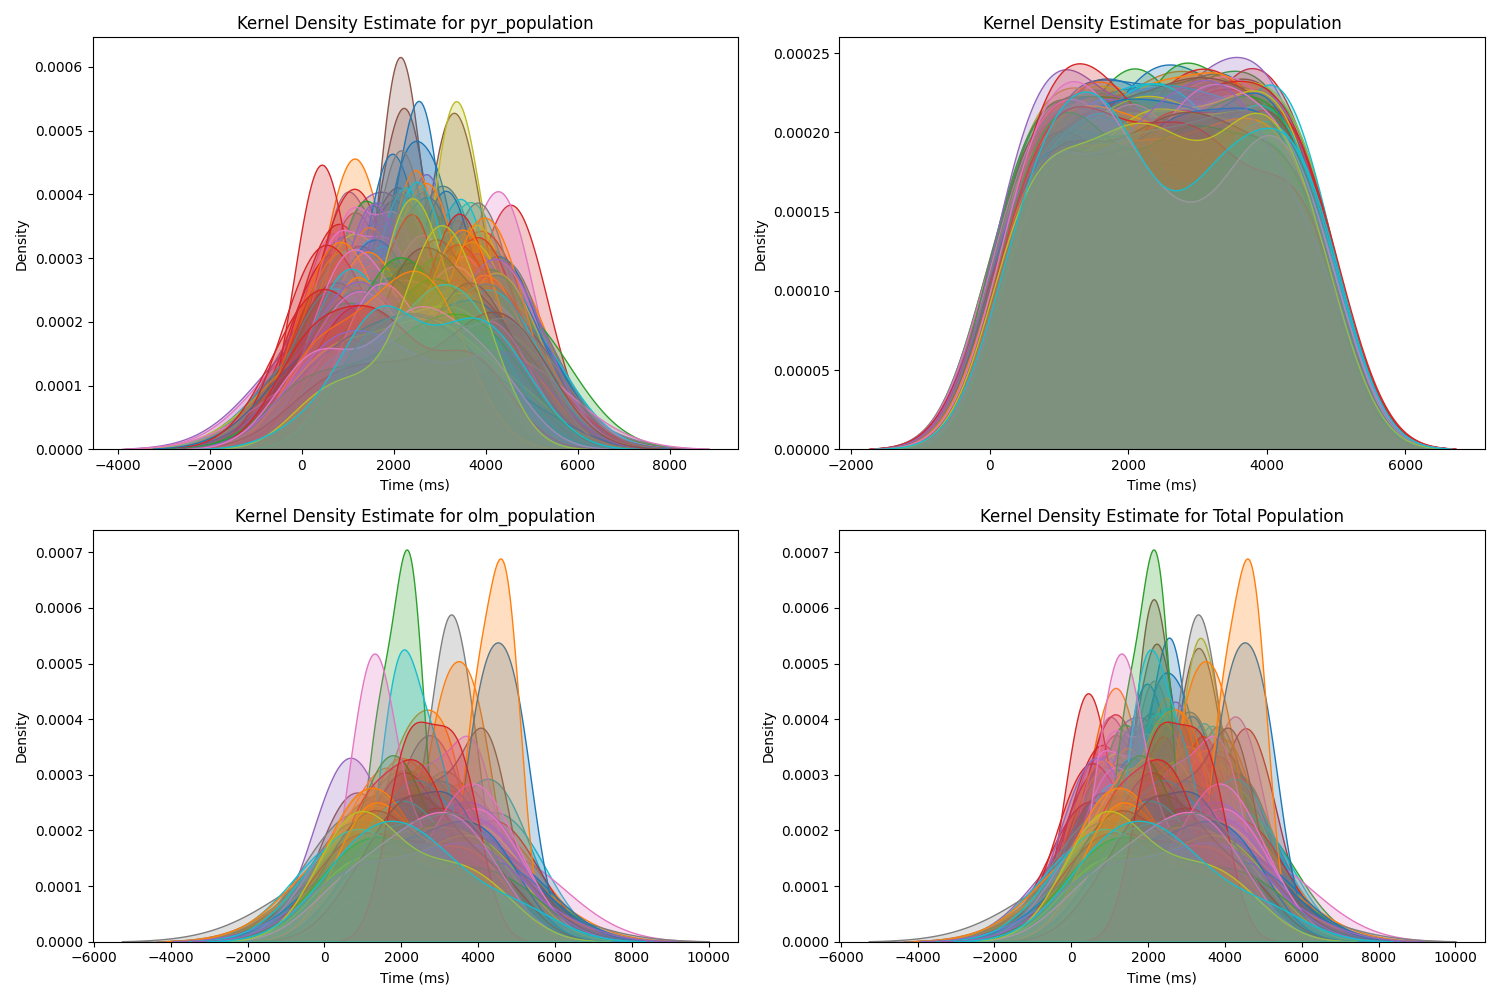 Kernel Density Estimate for pyr_population
0.0006
0.0005
0.0004
0.0003
0.0002
0.0001
0.0000
Density
−4000 −2000 0 2000 4000 6000 8000
Time (ms)
Kernel Density Estimate for bas_population
0.00025
0.00020
0.00015
0.00010
0.00005
0.00000
Density
−2000 0 2000 4000 6000
Time (ms)
Kernel Density Estimate for olm_population
0.0007
0.0006
0.0005
0.0004
0.0003
0.0002
0.0001
0.0000
Density
−6000 −4000 −2000 0 2000 4000 6000 8000 10000
Time (ms)
Kernel Density Estimate for Total Population
0.0007
0.0006
0.0005
0.0004
0.0003
0.0002
0.0001
0.0000
Density
−6000 −4000 −2000 0 2000 4000 6000 8000 10000
Time (ms)